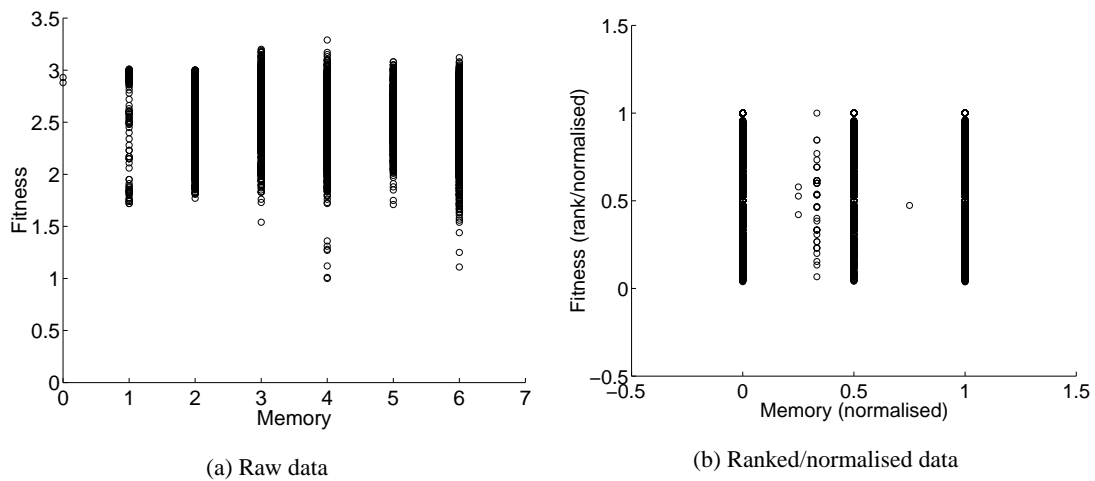 3.5
3
2.5
2
1.5
1
0.5
0
Fitness
0 1 2 3 4 5 6 7
Memory
(a) Raw data
1.5
1
0.5
0
−0.5
Fitness (rank/normalised)
−0.5 0 0.5 1 1.5
Memory (normalised)
(b) Ranked/normalised data